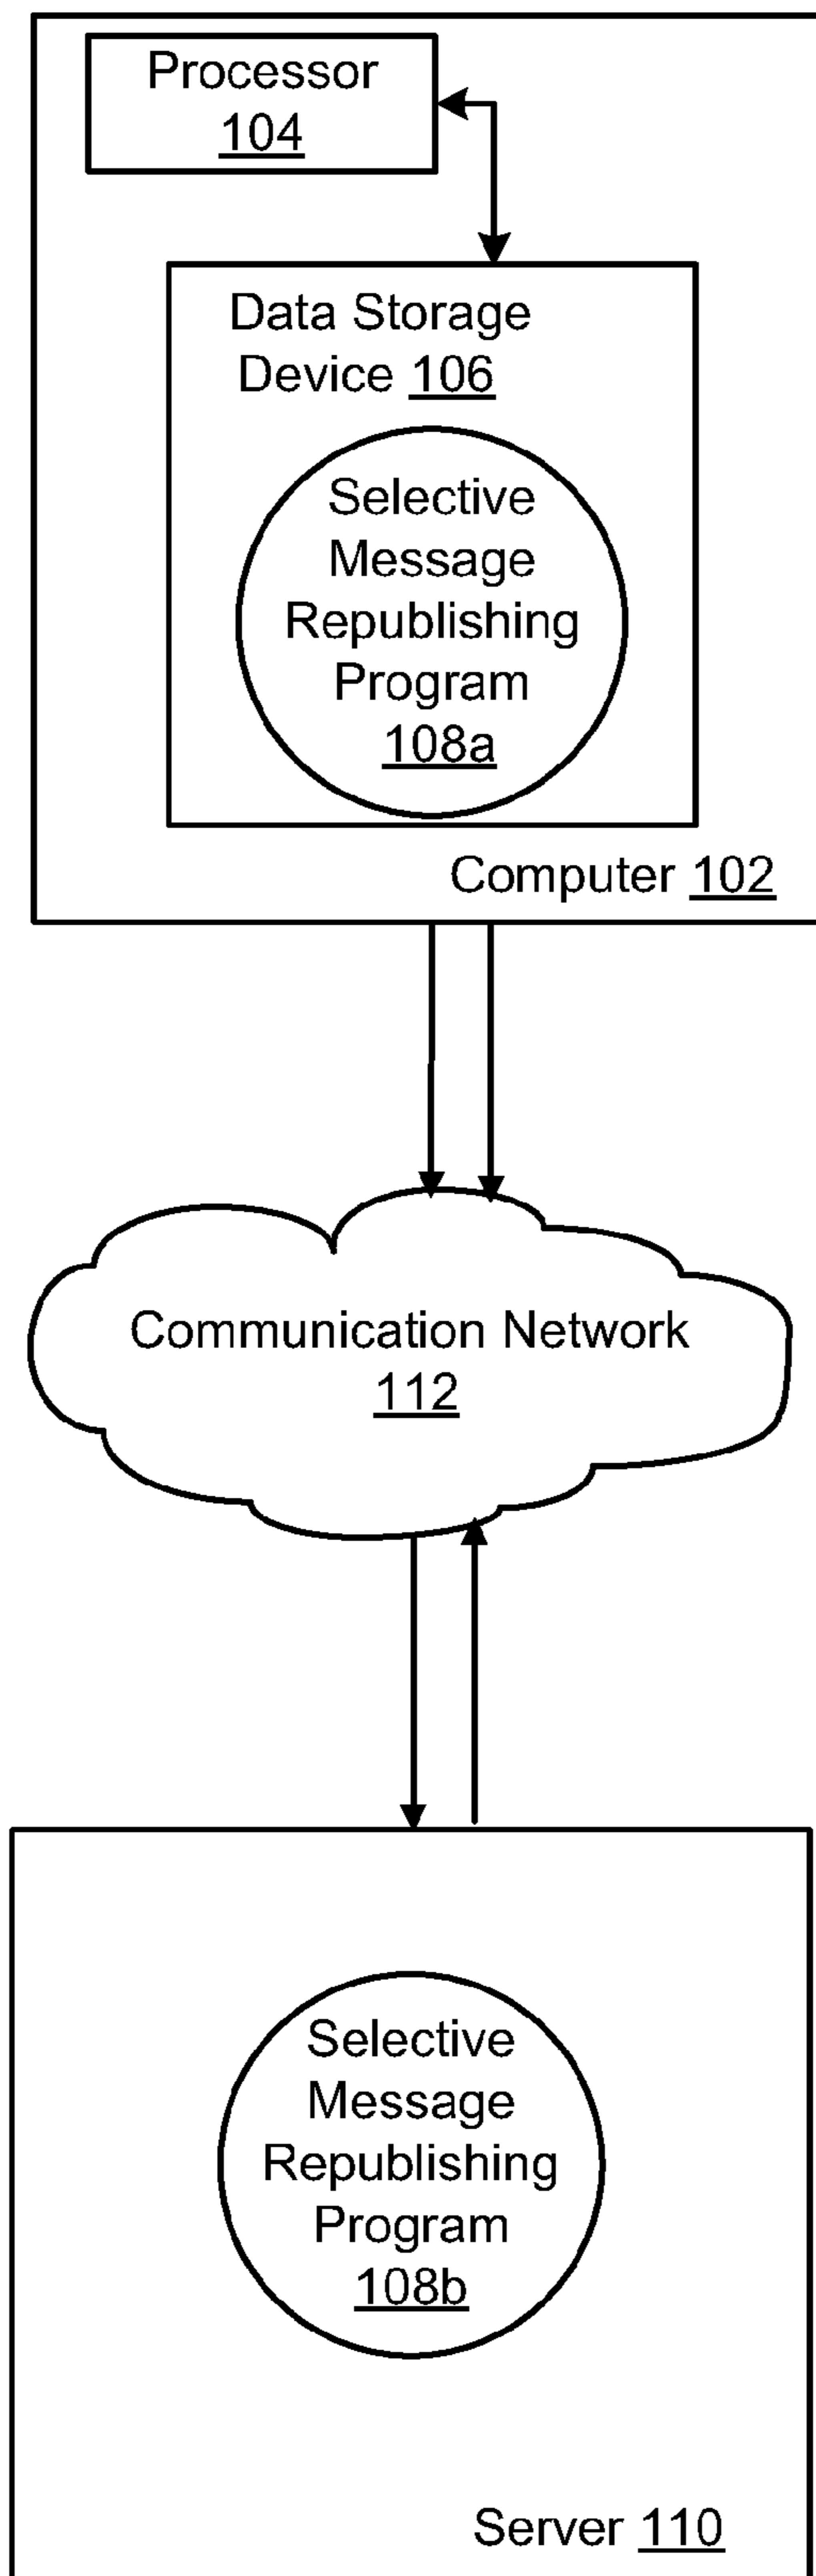 Processor
104
Data Storage
Device 106
Selective
Message
Republishing
Program
108a
Computer 102
Communication Network
112
Selective
Message
Republishing
Program
108b
Server 110